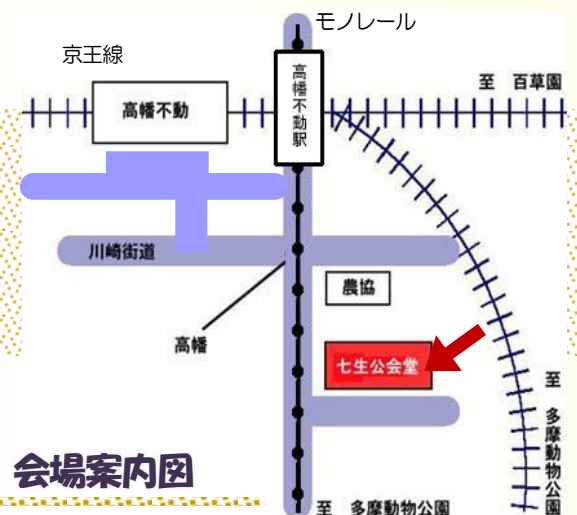 モノレール
京王線
高幡不動
高幡不動駅
至 百草園
川崎街道
農協
高幡
七生公会堂
至 多摩動物公園
会場案内図
至 多摩動物公園